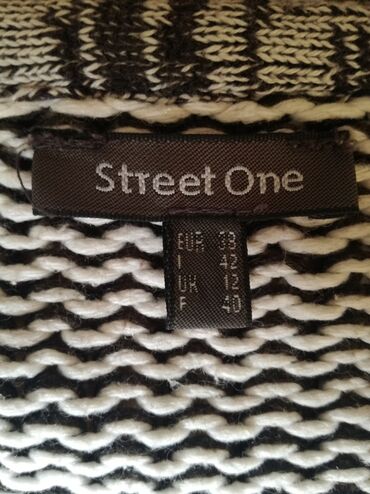 Street One
EUR 38
I 42
UK 12
F 40